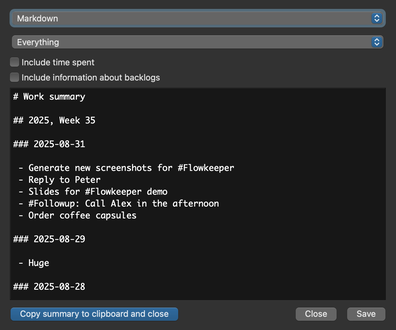 Markdown
Everything
Include time spent
Include information about backlogs
# Work summary
## 2025, Week 35
### 2025-08-31
- Generate new screenshots for #Flowkeeper
- Reply to Peter
- Slides for #Flowkeeper demo
- #Followup: Call Alex in the afternoon
- Order coffee capsules
### 2025-08-29
- Huge
### 2025-08-28
Copy summary to clipboard and close
Close
Save